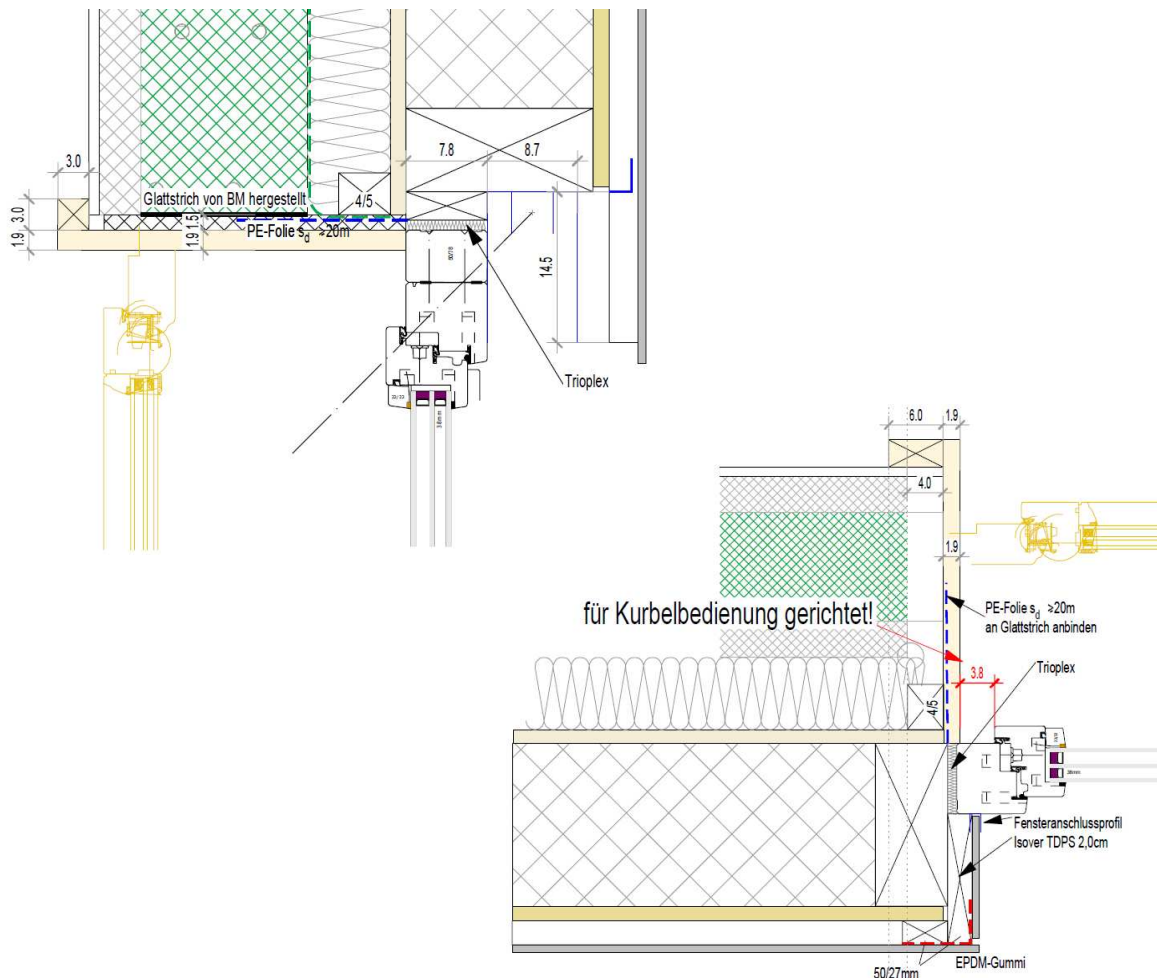 3.0
7.8
8.7
Glattstrich von BM hergestellt
4/5
3.0
1.9
1.9 1.5
PE-Folie sd ≥20m
14.5
Trioplex
38mm
6.0
1.9
4.0
1.9
für Kurbelbedienung gerichtet!
PE-Folie sd ≥20m
an Glattstrich anbinden
3.8
Trioplex
4/5
Fensteranschlussprofil
Isover TDPS 2,0cm
EPDM-Gummi
50/27mm